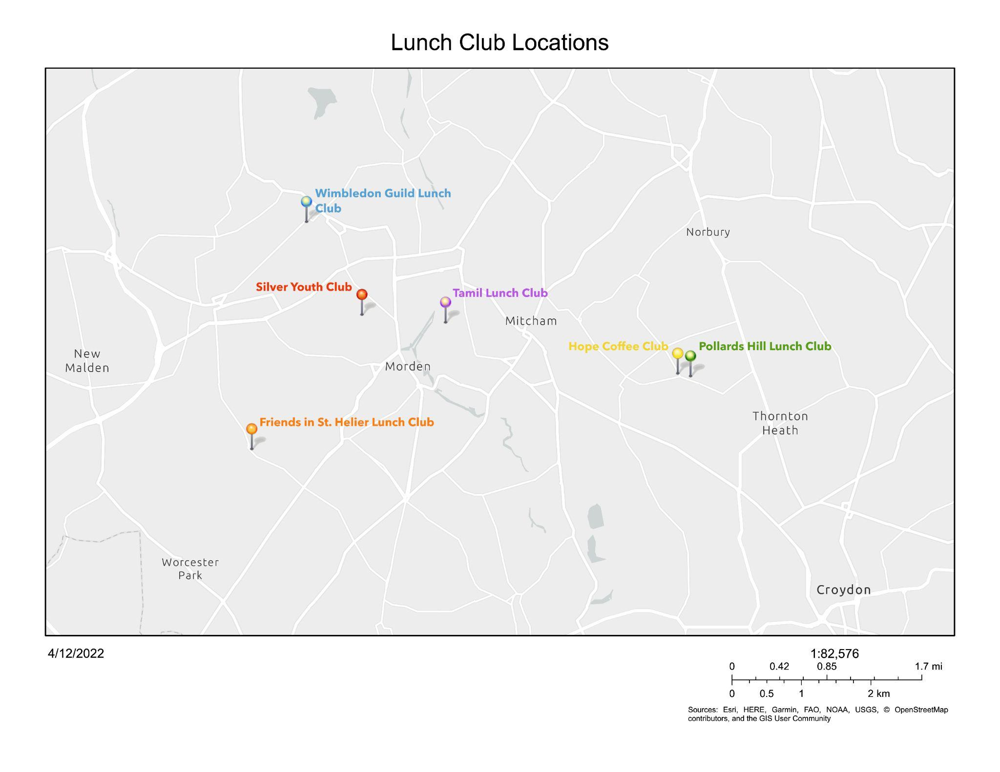 Lunch Club Locations
Wimbledon Guild Lunch
Club
Norbury
Silver Youth Club
Tamil Lunch Club
Mitcham
Hope Coffee Club
Pollards Hill Lunch Club
New
Malden
Morden
Thornton
Heath
Friends in St. Helier Lunch Club
Worcester
Park
Croydon
4/12/2022
1:82,576
0 0.42 0.85 1.7 mi
0 0.5 1 2 km
Sources: Esri, HERE, Garmin, FAO, NOAA, USGS, © OpenStreetMap
contributors, and the GIS User Community